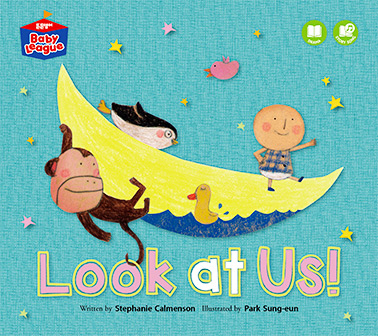 Baby
League
Look at Us!
Written by Stephanie Calmenson Illustrated by Park Sung-eun